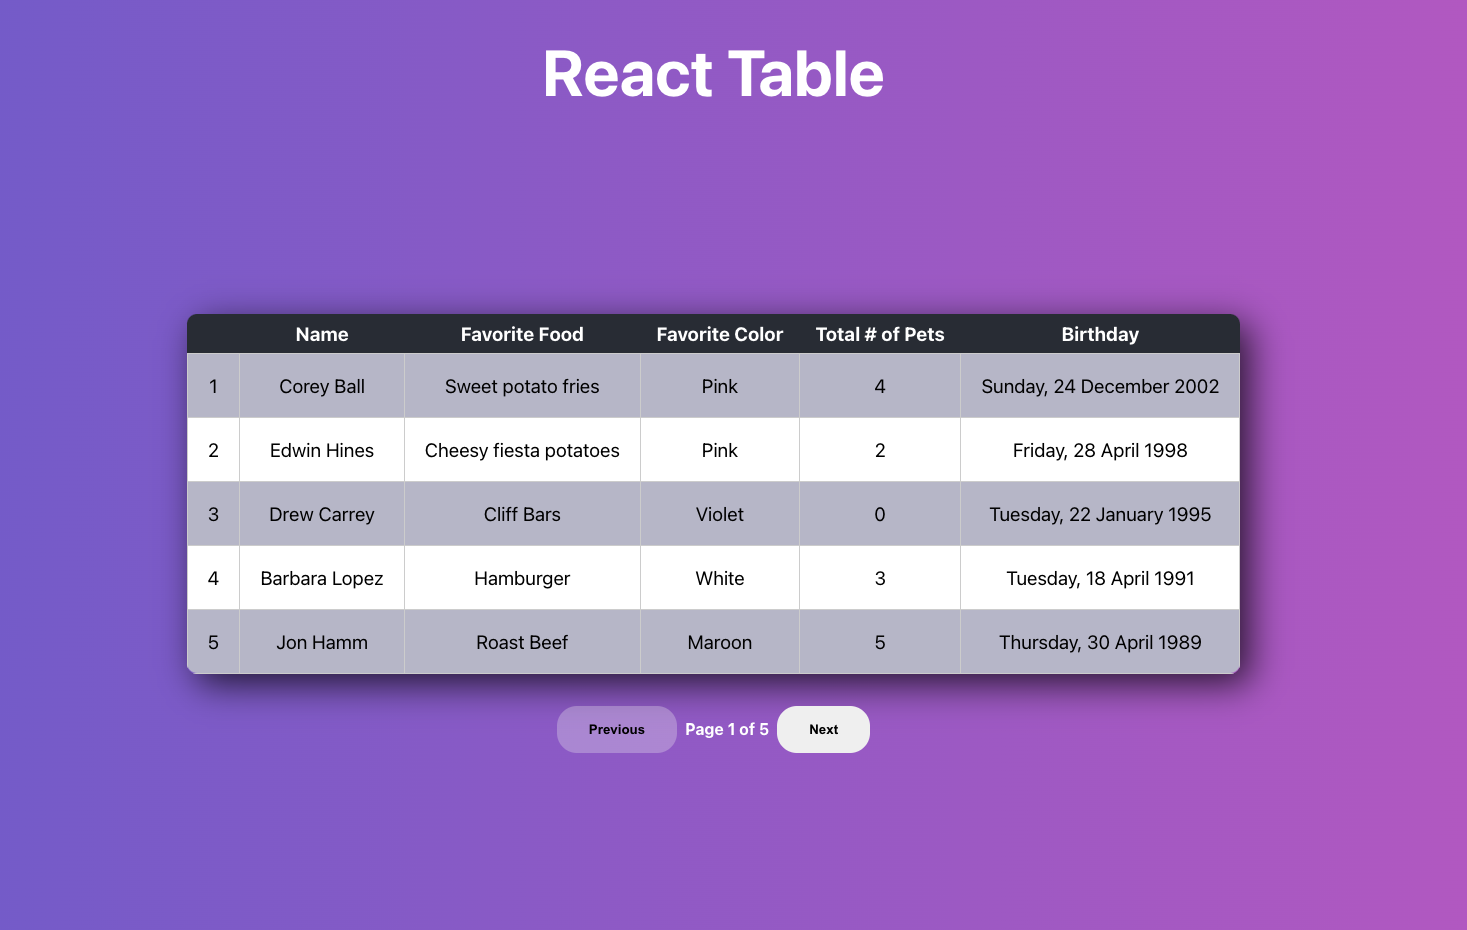 React Table
Name Favorite Food Favorite Color Total # of Pets Birthday
1 Corey Ball Sweet potato fries Pink 4 Sunday, 24 December 2002
2 Edwin Hines Cheesy fiesta potatoes Pink 2 Friday, 28 April 1998
3 Drew Carrey Cliff Bars Violet 0 Tuesday, 22 January 1995
4 Barbara Lopez Hamburger White 3 Tuesday, 18 April 1991
5 Jon Hamm Roast Beef Maroon 5 Thursday, 30 April 1989
Previous Page 1 of 5 Next